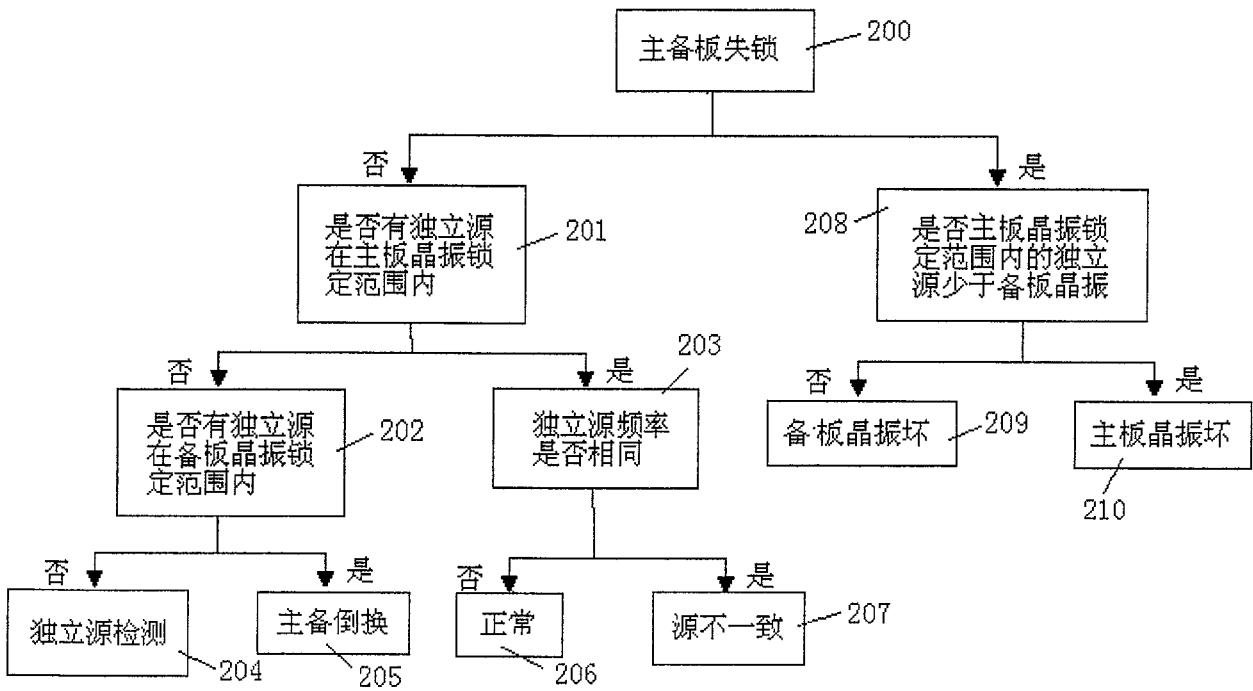 主备板失锁
200
否
是
是否有独立源
在主板晶振锁
定范围内
201
208
是否主板晶振锁
定范围内的独立
源少于备板晶振
否
是
203
否
是
是否有独立源
在备板晶振锁
定范围内
202
独立源频率
是否相同
备板晶振坏
209
主板晶振坏
210
否
是
否
是
独立源检测
204
主备倒换
205
正常
206
源不一致
207